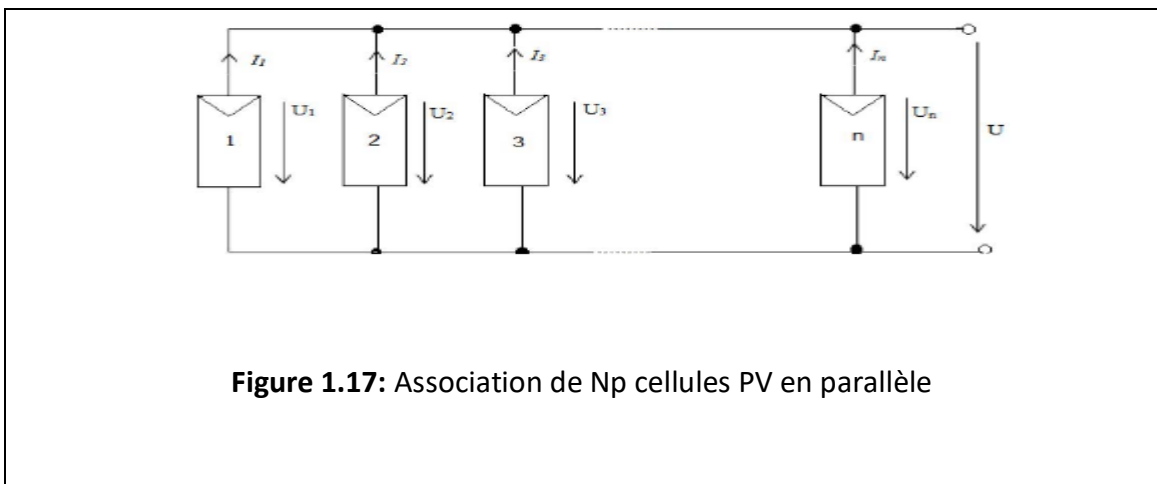 I₁ I₂ I₃ Iₙ
U₁ U₂ U₃ Uₙ U
1 2 3 n
Figure 1.17: Association de Np cellules PV en parallèle